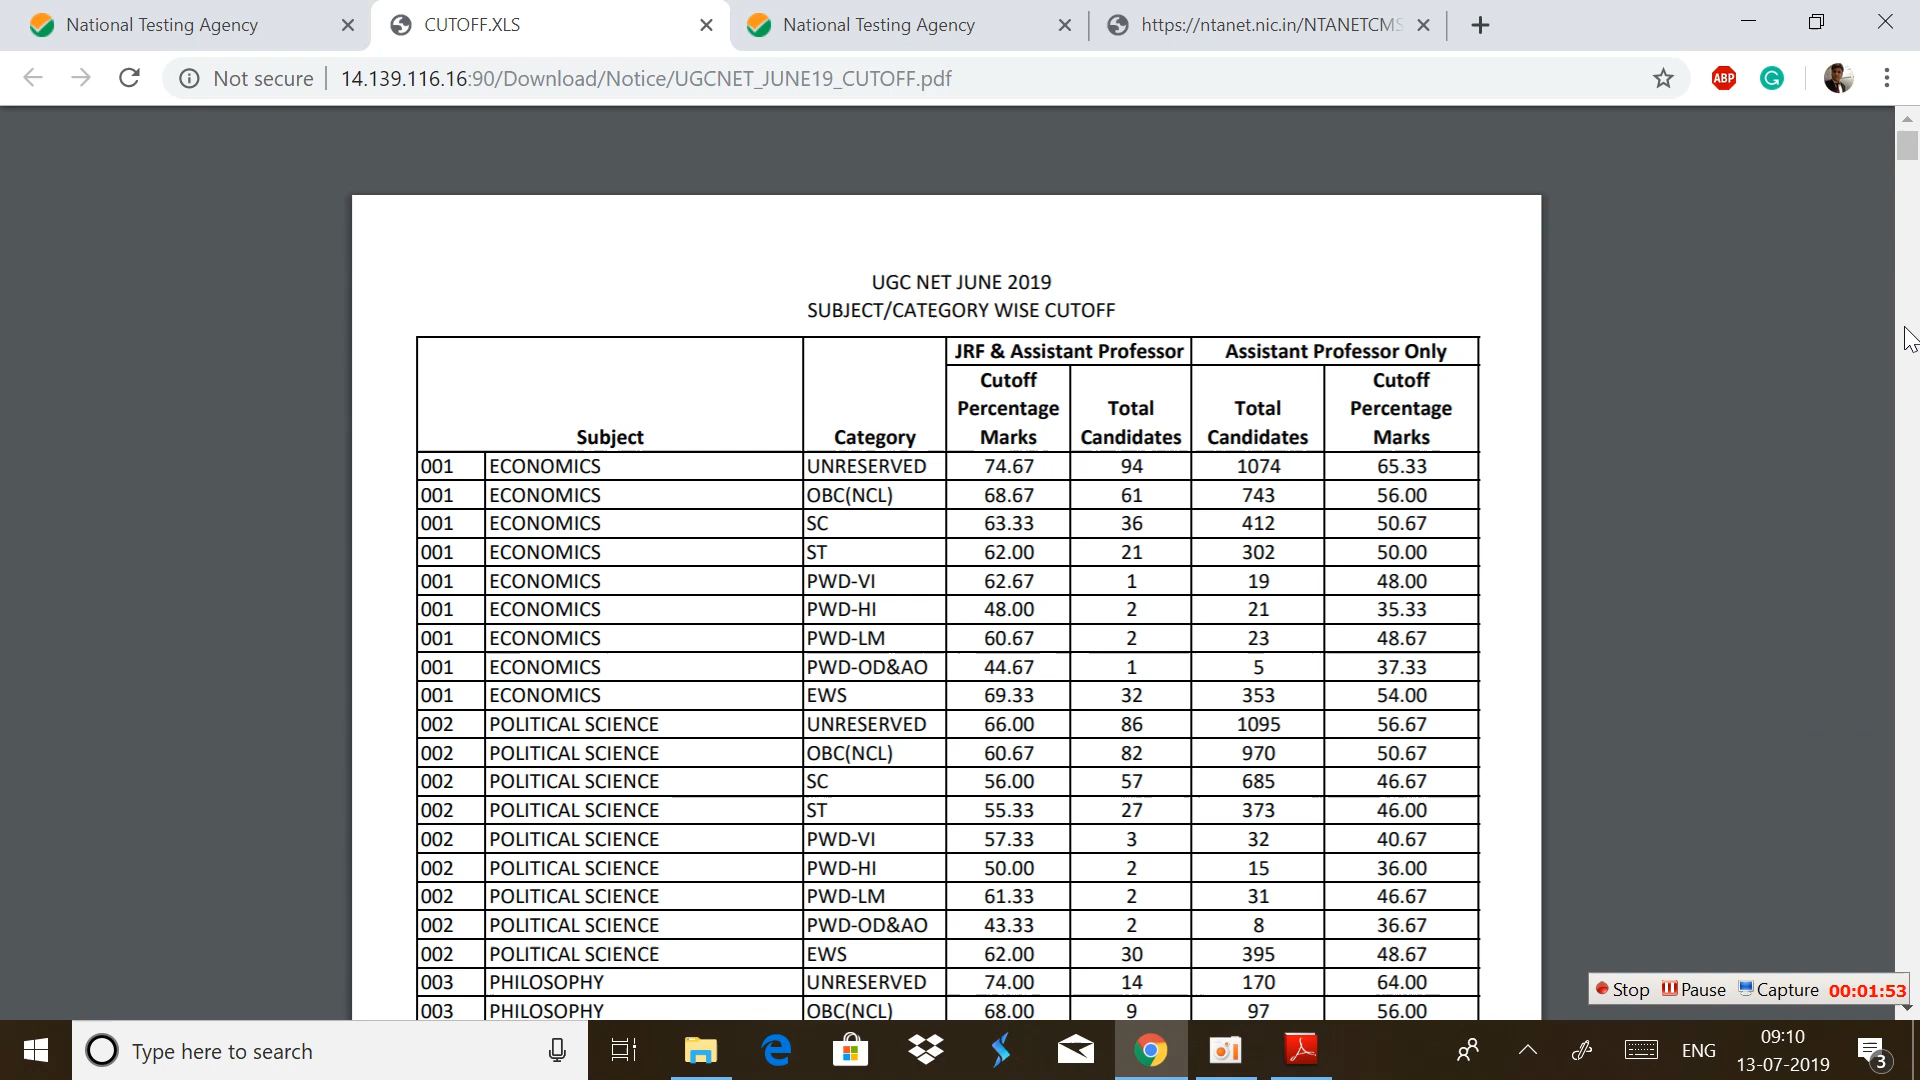 National Testing Agency
CUTOFF.XLS
National Testing Agency
https://ntanet.nic.in/NTANETCMS
Not secure
14.139.116.16:90/Download/Notice/UGCNET_JUNE19_CUTOFF.pdf
ABP
G
UGC NET JUNE 2019
SUBJECT/CATEGORY WISE CUTOFF
JRF & Assistant Professor Assistant Professor Only
Subject Category Cutoff Percentage Marks Total Candidates Total Candidates Cutoff Percentage Marks
001 ECONOMICS UNRESERVED 74.67 94 1074 65.33
001 ECONOMICS OBC(NCL) 68.67 61 743 56.00
001 ECONOMICS SC 63.33 36 412 50.67
001 ECONOMICS ST 62.00 21 302 50.00
001 ECONOMICS PWD-VI 62.67 1 19 48.00
001 ECONOMICS PWD-HI 48.00 2 21 35.33
001 ECONOMICS PWD-LM 60.67 2 23 48.67
001 ECONOMICS PWD-OD&AO 44.67 1 5 37.33
001 ECONOMICS EWS 69.33 32 353 54.00
002 POLITICAL SCIENCE UNRESERVED 66.00 86 1095 56.67
002 POLITICAL SCIENCE OBC(NCL) 60.67 82 970 50.67
002 POLITICAL SCIENCE SC 56.00 57 685 46.67
002 POLITICAL SCIENCE ST 55.33 27 373 46.00
002 POLITICAL SCIENCE PWD-VI 57.33 3 32 40.67
002 POLITICAL SCIENCE PWD-HI 50.00 2 15 36.00
002 POLITICAL SCIENCE PWD-LM 61.33 2 31 46.67
002 POLITICAL SCIENCE PWD-OD&AO 43.33 2 8 36.67
002 POLITICAL SCIENCE EWS 62.00 30 395 48.67
003 PHILOSOPHY UNRESERVED 74.00 14 170 64.00
003 PHILOSOPHY OBC(NCL) 68.00 9 97 56.00
Stop Pause Capture 00:01:53
Type here to search
ENG
09:10
13-07-2019
3